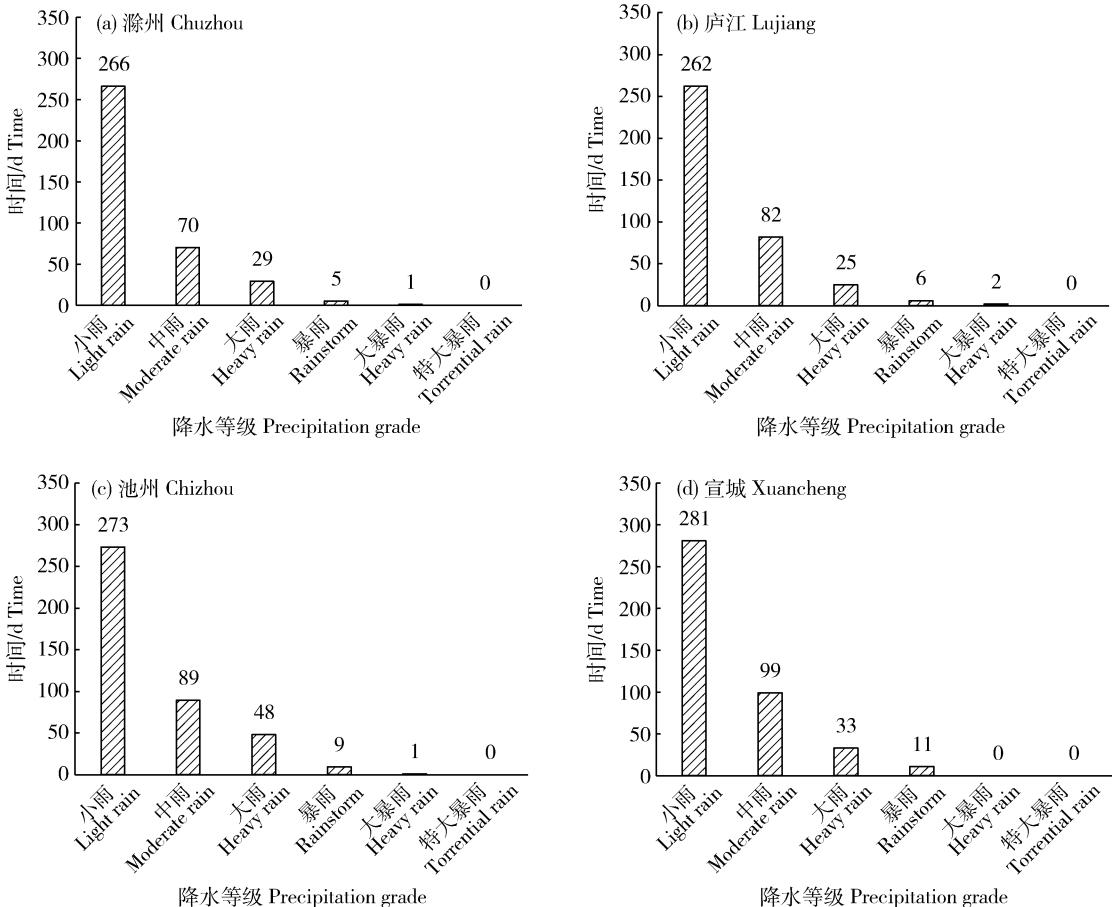 (a) 滁州 Chuzhou
350
300
250
200
150
100
50
0
时间/d Time
266
70
29
5
1
0
小雨
Light rain
中雨
Moderate rain
大雨
Heavy rain
暴雨
Rainstorm
大暴雨
Heavy rain
特大暴雨
Torrential rain
降水等级 Precipitation grade
(b) 庐江 Lujiang
350
300
250
200
150
100
50
0
时间/d Time
262
82
25
6
2
0
小雨
Light rain
中雨
Moderate rain
大雨
Heavy rain
暴雨
Rainstorm
大暴雨
Heavy rain
特大暴雨
Torrential rain
降水等级 Precipitation grade
(c) 池州 Chizhou
350
300
250
200
150
100
50
0
时间/d Time
273
89
48
9
1
0
小雨
Light rain
中雨
Moderate rain
大雨
Heavy rain
暴雨
Rainstorm
大暴雨
Heavy rain
特大暴雨
Torrential rain
降水等级 Precipitation grade
(d) 宣城 Xuancheng
350
300
250
200
150
100
50
0
时间/d Time
281
99
33
11
0
0
小雨
Light rain
中雨
Moderate rain
大雨
Heavy rain
暴雨
Rainstorm
大暴雨
Heavy rain
特大暴雨
Torrential rain
降水等级 Precipitation grade